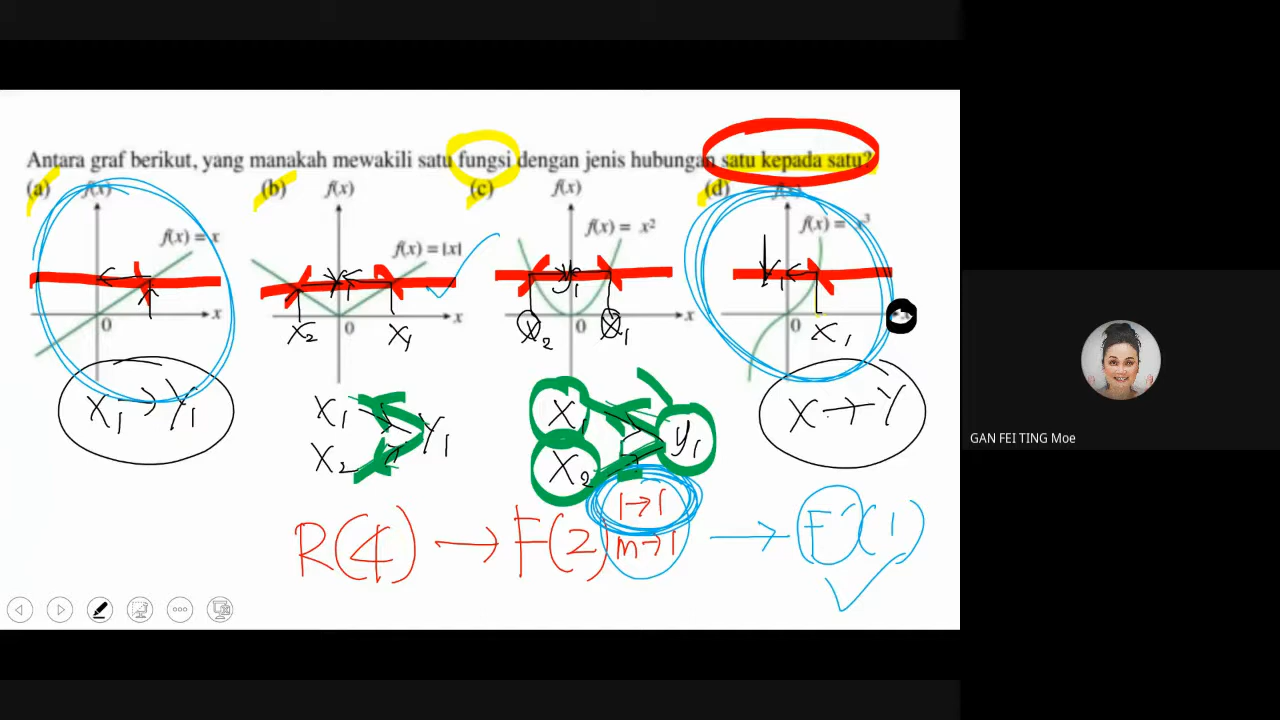 Antara graf berikut, yang manakah mewakili satu fungsi dengan jenis hubungan satu kepada satu?
(a) f(x) (b) f(x) (c) f(x) (d) f(x)
f(x) = x f(x) = |x| f(x) = x² f(x) = x³
0 x 0 x 0 x 0 x
y₁ y₁
x₂ x₁ x₂ x₁ x₁
x₁ → y₁
x₁ x₂ y₁
x₁ x₂ y₁
x → y
R(4) → F(2) 1→1 m→1 → F⁻(1)
GAN FEI TING Moe